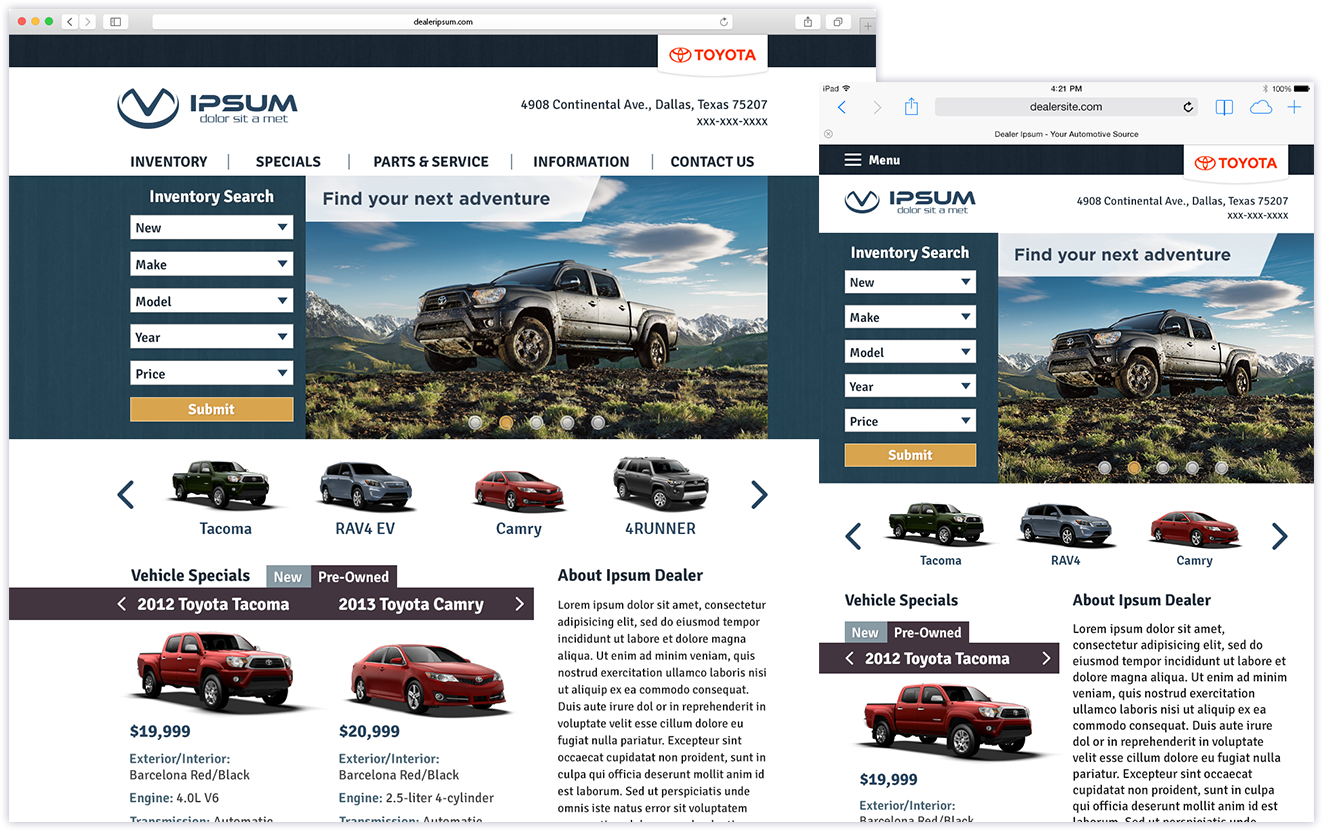 dealeripsum.com
TOYOTA
IPSUM
dolor sit a met
4908 Continental Ave., Dallas, Texas 75207
xxx-xxx-xxxx
INVENTORY | SPECIALS | PARTS & SERVICE | INFORMATION | CONTACT US
Inventory Search
New
Make
Model
Year
Price
Submit
Find your next adventure
Tacoma
RAV4 EV
Camry
4RUNNER
Vehicle Specials
New
Pre-Owned
2012 Toyota Tacoma
2013 Toyota Camry
$19,999
Exterior/Interior:
Barcelona Red/Black
Engine: 4.0L V6
Transmission: Automatic
$20,999
Exterior/Interior:
Barcelona Red/Black
Engine: 2.5-liter 4-cylinder
Transmission: Automatic
About Ipsum Dealer
Lorem ipsum dolor sit amet, consectetur
adipiscing elit, sed do eiusmod tempor
incididunt ut labore et dolore magna
aliqua. Ut enim ad minim veniam, quis
nostrud exercitation ullamco laboris nisi
ut aliquip ex ea commodo consequat.
Duis aute irure dol or in reprehenderit in
voluptate velit esse cillum dolore eu
fugiat nulla pariatur. Excepteur sint
occaecat cupidatat non proident, sunt in
culpa qui officia deserunt mollit anim id
est laborum. Sed ut perspiciatis unde
omnis iste natus error sit voluptatem
iPad
4:21 PM
100%
dealersite.com
Dealer Ipsum - Your Automotive Source
Menu
TOYOTA
IPSUM
dolor sit a met
4908 Continental Ave., Dallas, Texas 75207
xxx-xxx-xxxx
Inventory Search
New
Make
Model
Year
Price
Submit
Find your next adventure
Tacoma
RAV4
Camry
Vehicle Specials
New
Pre-Owned
2012 Toyota Tacoma
$19,999
Exterior/Interior:
Barcelona Red/Black
About Ipsum Dealer
Lorem ipsum dolor sit amet,
consectetur adipiscing elit, sed do
eiusmod tempor incididunt ut labore et
dolore magna aliqua. Ut enim ad minim
veniam, quis nostrud exercitation
ullamco laboris nisi ut aliquip ex ea
commodo consequat. Duis aute irure
dol or in reprehenderit in voluptate
velit esse cillum dolore eu fugiat nulla
pariatur. Excepteur sint occaecat
cupidatat non proident, sunt in culpa
qui officia deserunt mollit anim id est
laborum. Sed ut perspiciatis unde